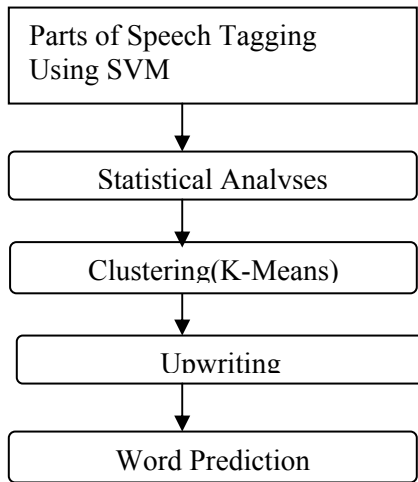 Parts of Speech Tagging
Using SVM
Statistical Analyses
Clustering(K-Means)
Upwriting
Word Prediction